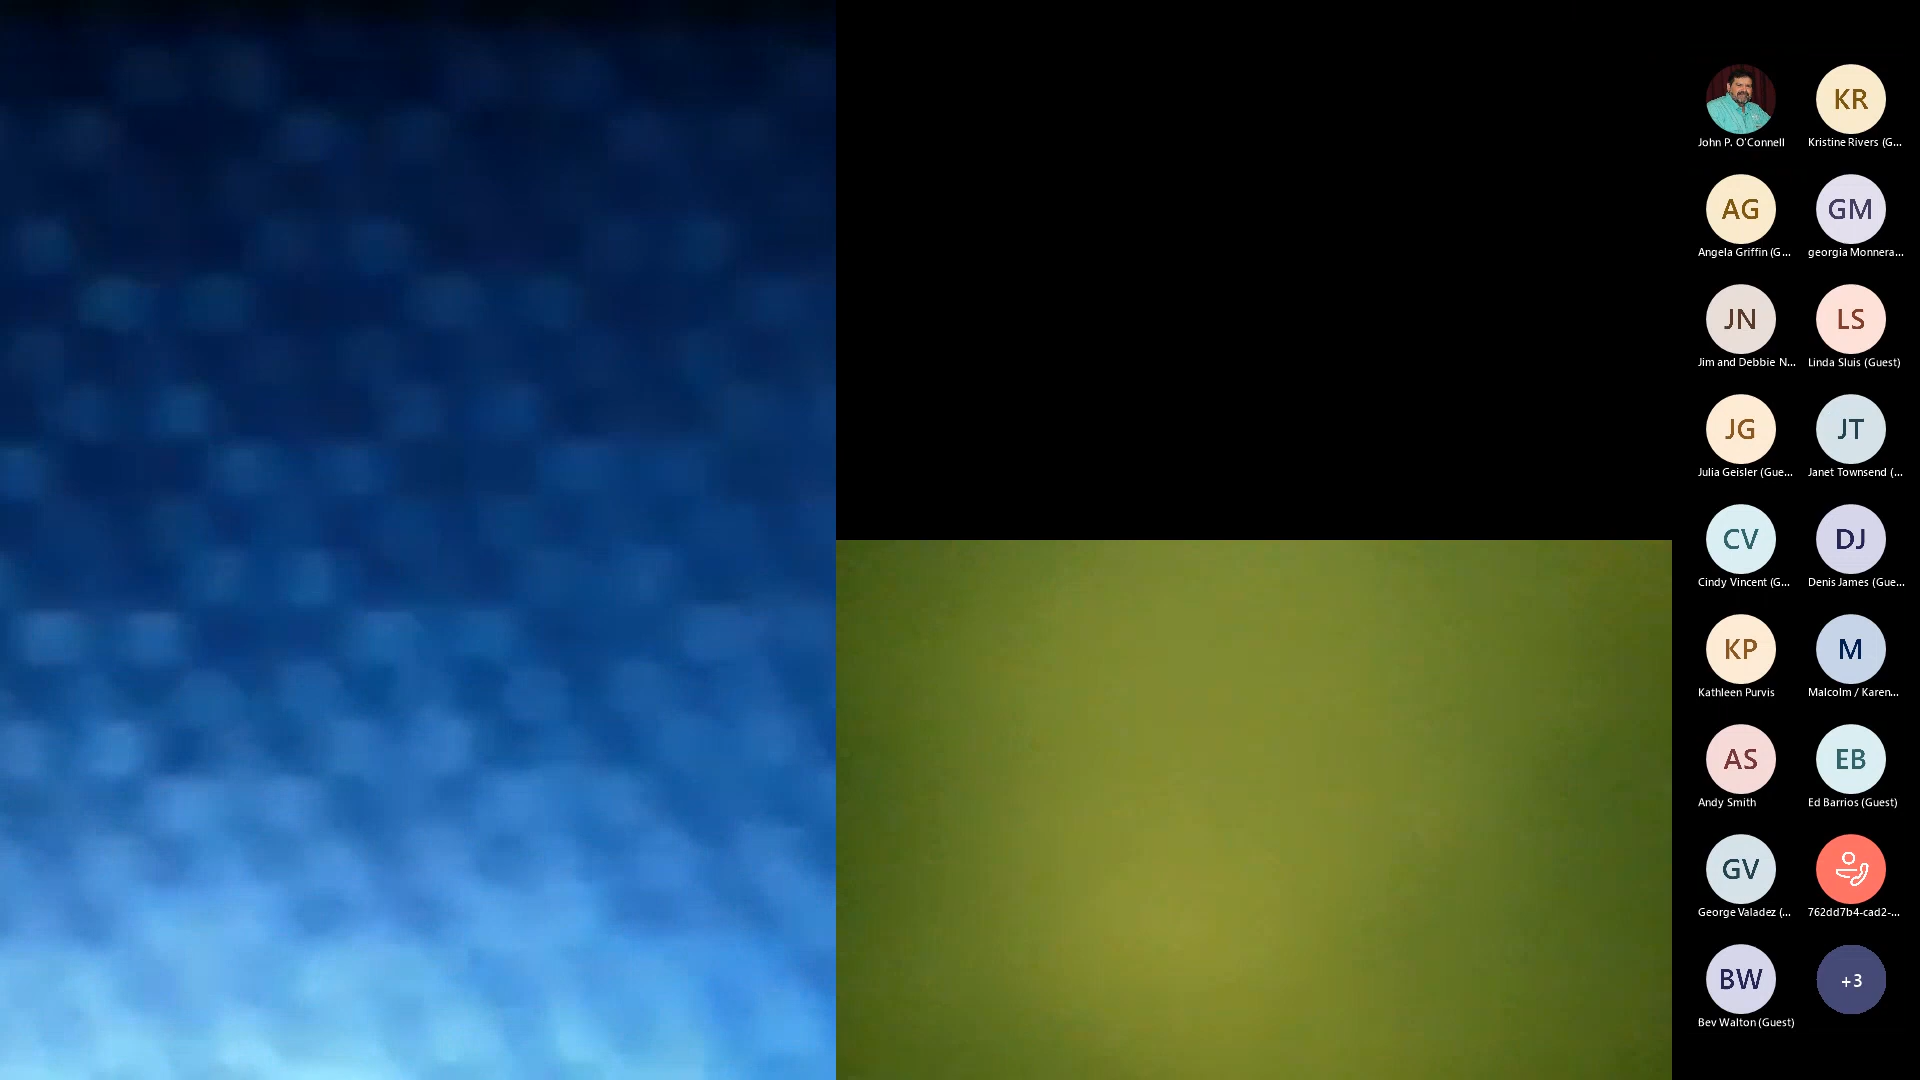 John P. O'Connell
KR
Kristine Rivers (G...
AG
Angela Griffin (G...
GM
georgia Monnera...
JN
Jim and Debbie N...
LS
Linda Sluis (Guest)
JG
Julia Geisler (Gue...
JT
Janet Townsend (...
CV
Cindy Vincent (G...
DJ
Denis James (Gue...
KP
Kathleen Purvis
M
Malcolm / Karen...
AS
Andy Smith
EB
Ed Barrios (Guest)
GV
George Valadez (...
762dd7b4-cad2-...
BW
Bev Walton (Guest)
+3